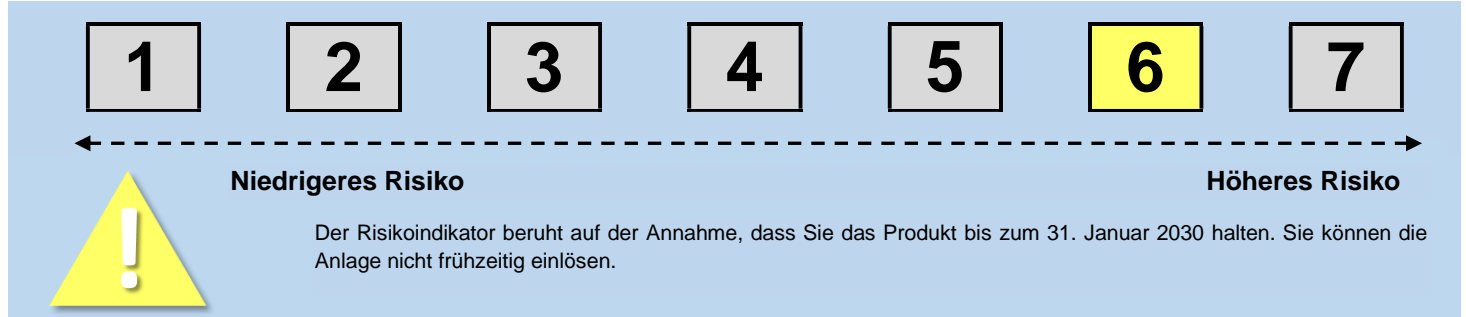 1 2 3 4 5 6 7
Niedrigeres Risiko Höheres Risiko
!
Der Risikoindikator beruht auf der Annahme, dass Sie das Produkt bis zum 31. Januar 2030 halten. Sie können die
Anlage nicht frühzeitig einlösen.